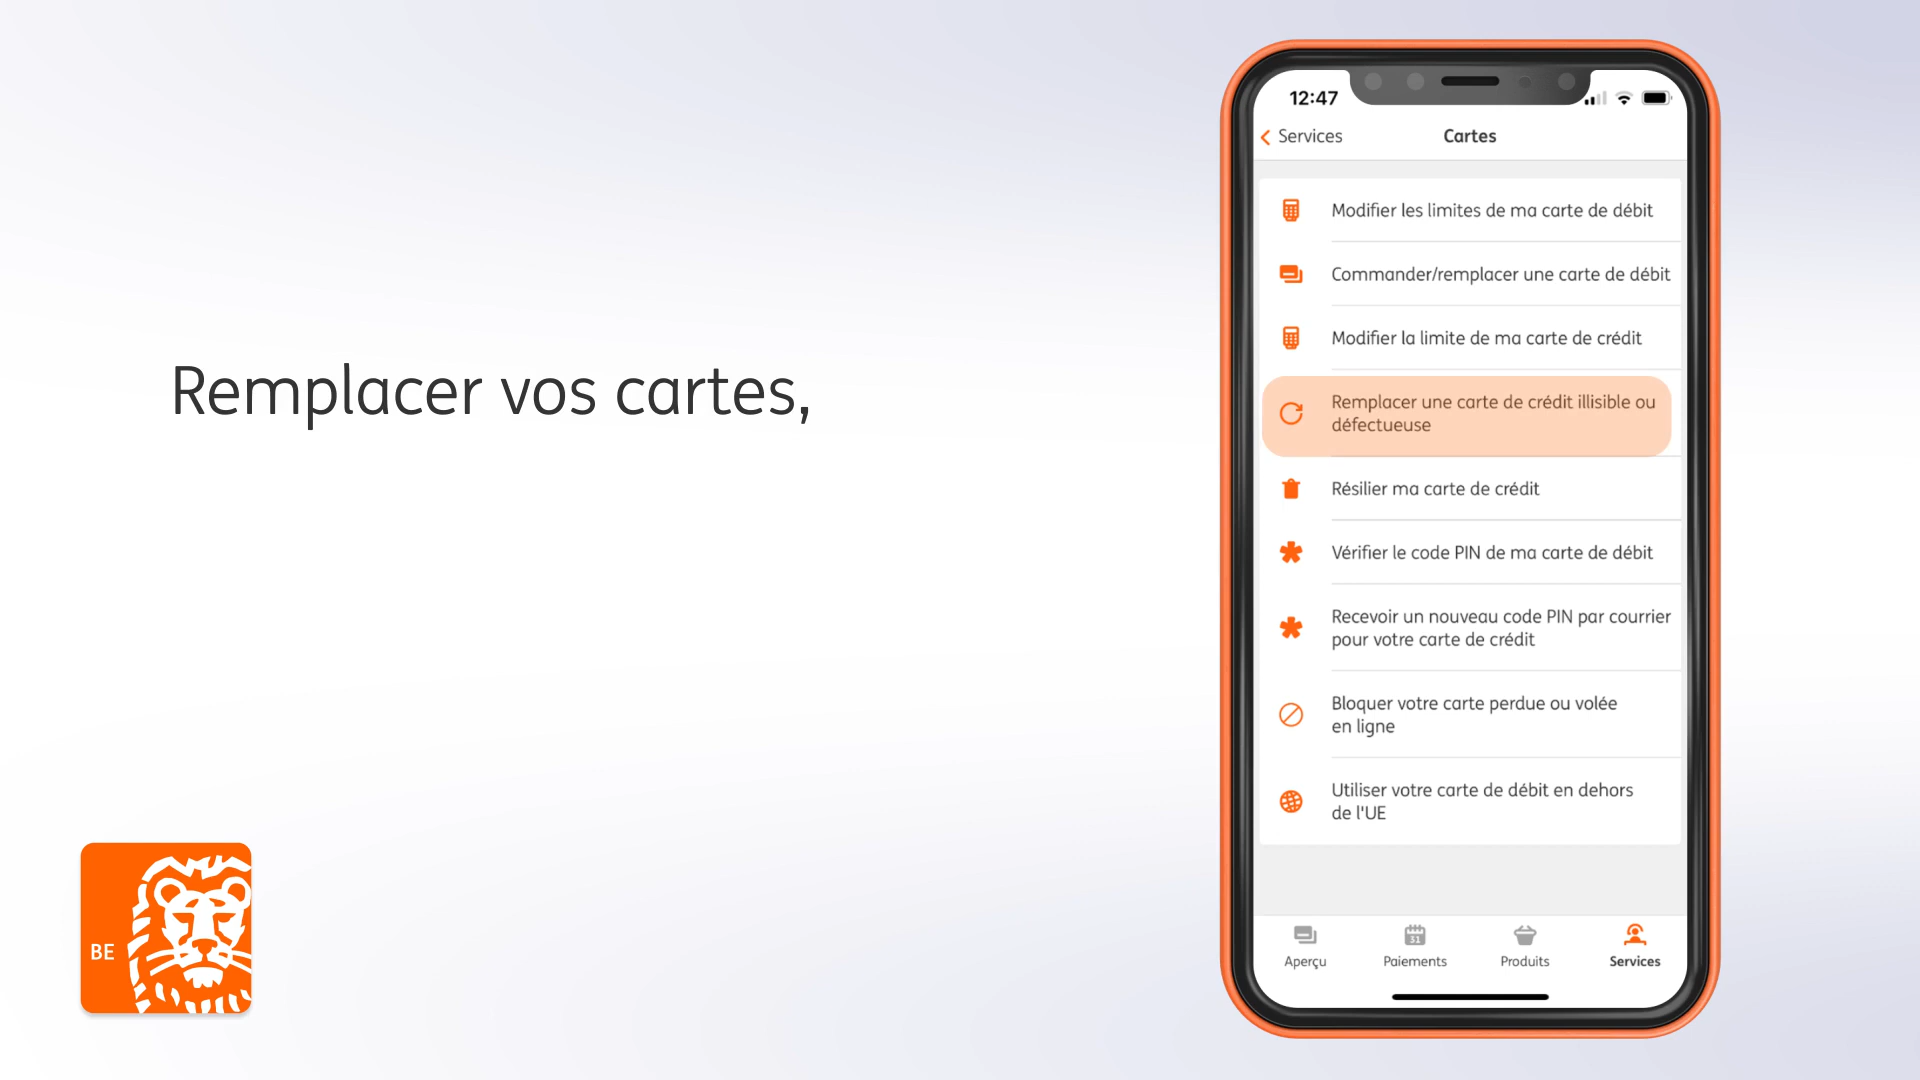 Remplacer vos cartes,
BE
12:47
Services
Cartes
Modifier les limites de ma carte de débit
Commander/remplacer une carte de débit
Modifier la limite de ma carte de crédit
Remplacer une carte de crédit illisible ou
défectueuse
Résilier ma carte de crédit
Vérifier le code PIN de ma carte de débit
Recevoir un nouveau code PIN par courrier
pour votre carte de crédit
Bloquer votre carte perdue ou volée
en ligne
Utiliser votre carte de débit en dehors
de l'UE
31
Aperçu
Paiements
Produits
Services